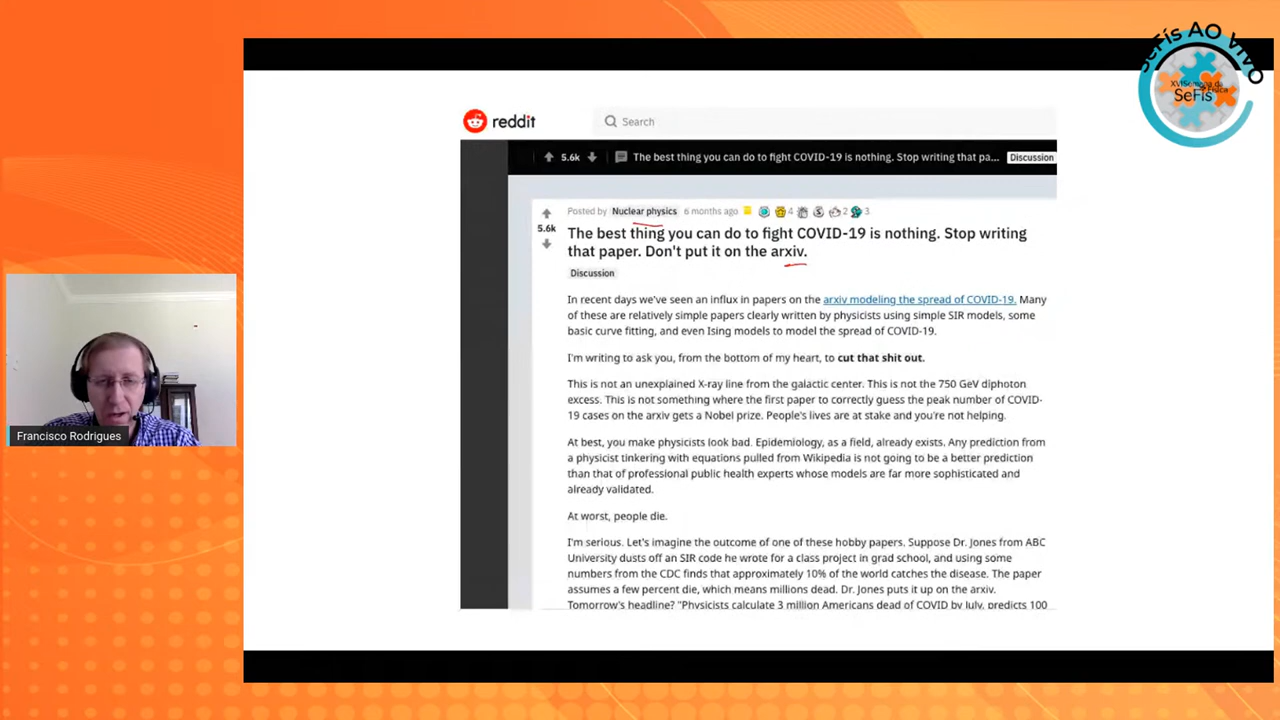 SeFís AO VIVO
XVI Semana da
Física
SeFís
reddit
Search
5.6k
The best thing you can do to fight COVID-19 is nothing. Stop writing that pa...
Discussion
Posted by Nuclear physics 6 months ago 4 2 3
5.6k
The best thing you can do to fight COVID-19 is nothing. Stop writing
that paper. Don't put it on the arxiv.
Discussion
In recent days we've seen an influx in papers on the arxiv modeling the spread of COVID-19. Many
of these are relatively simple papers clearly written by physicists using simple SIR models, some
basic curve fitting, and even Ising models to model the spread of COVID-19.
I'm writing to ask you, from the bottom of my heart, to cut that shit out.
This is not an unexplained X-ray line from the galactic center. This is not the 750 GeV diphoton
excess. This is not something where the first paper to correctly guess the peak number of COVID-
19 cases on the arxiv gets a Nobel prize. People's lives are at stake and you're not helping.
At best, you make physicists look bad. Epidemiology, as a field, already exists. Any prediction from
a physicist tinkering with equations pulled from Wikipedia is not going to be a better prediction
than that of professional public health experts whose models are far more sophisticated and
already validated.
At worst, people die.
I'm serious. Let's imagine the outcome of one of these hobby papers. Suppose Dr. Jones from ABC
University dusts off an SIR code he wrote for a class project in grad school, and using some
numbers from the CDC finds that approximately 10% of the world catches the disease. The paper
assumes a few percent die, which means millions dead. Dr. Jones puts it up on the arxiv.
Tomorrow's headline? "Physicists calculate 3 million Americans dead of COVID by July, predicts 100
Francisco Rodrigues